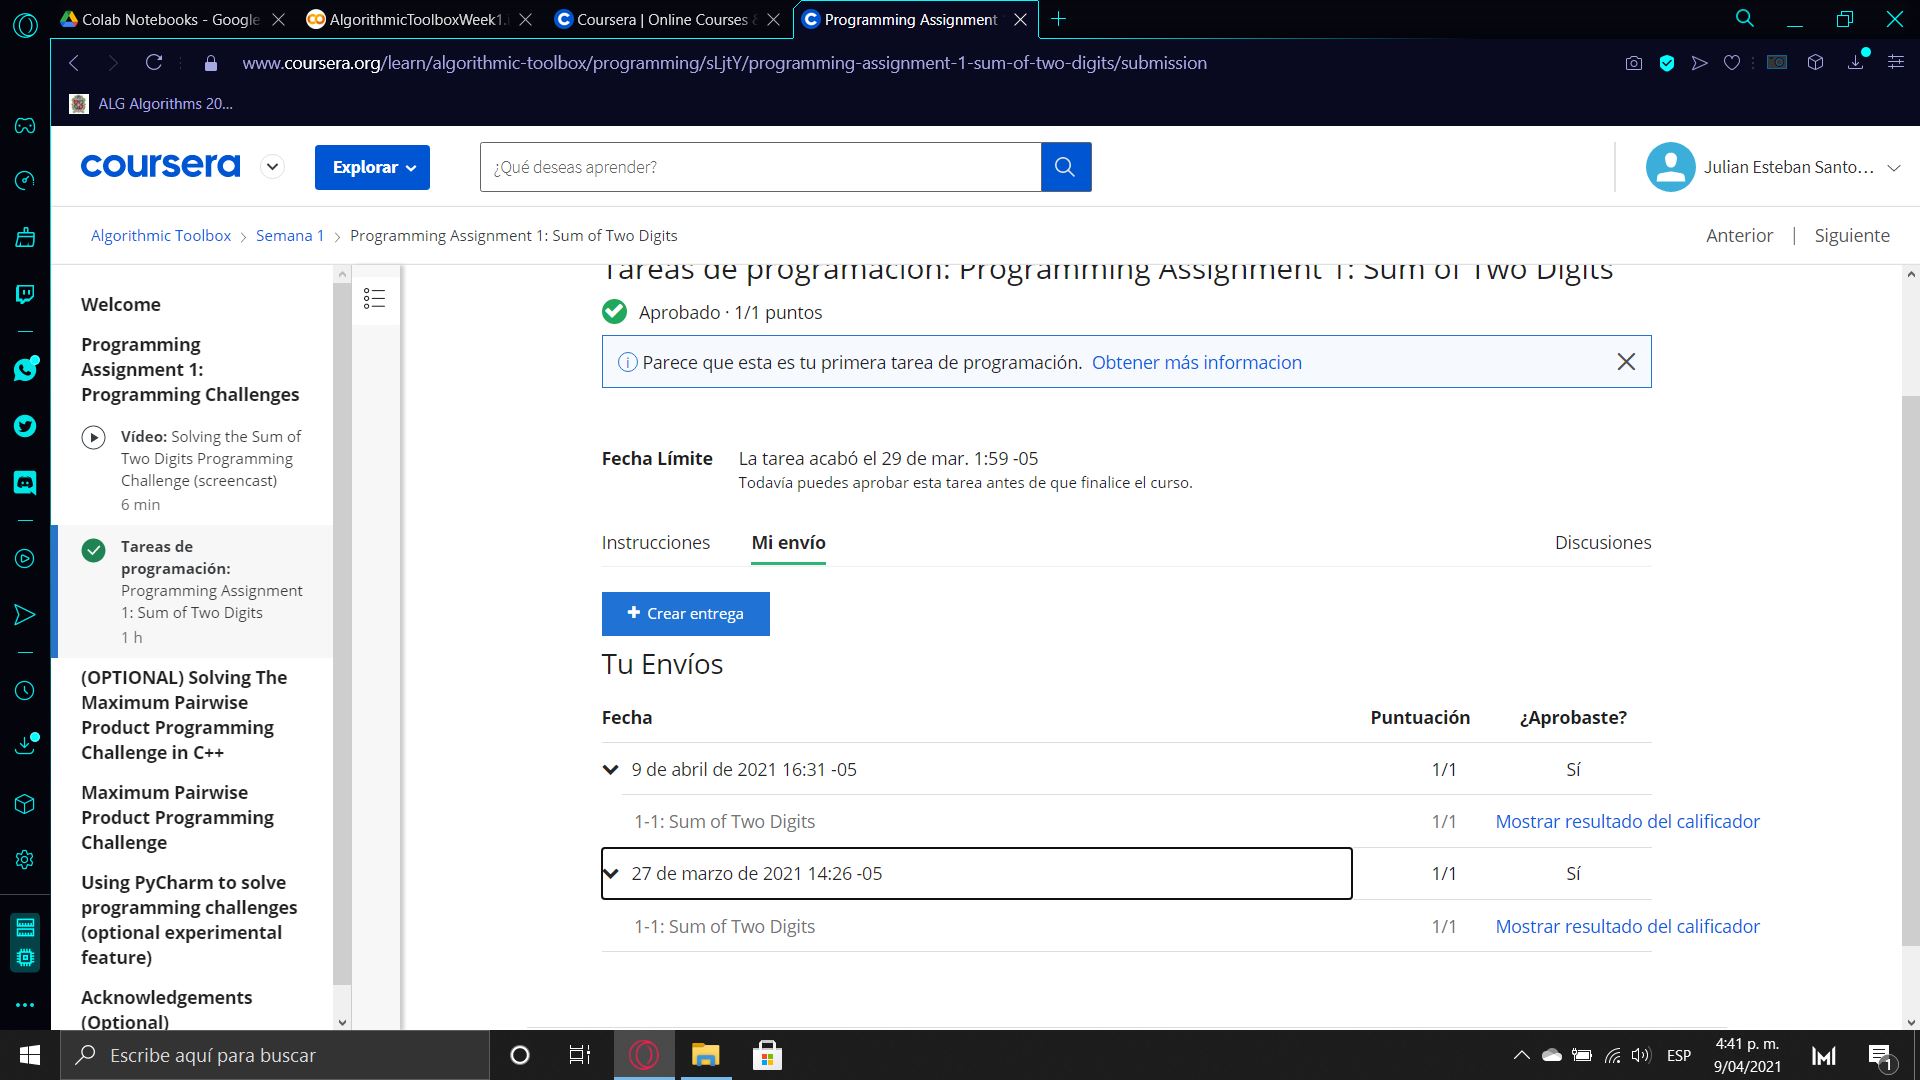 Colab Notebooks - Google
AlgorithmicToolboxWeek1.i
Coursera | Online Courses &
Programming Assignment
www.coursera.org/learn/algorithmic-toolbox/programming/sLjtY/programming-assignment-1-sum-of-two-digits/submission
ALG Algorithms 20...
coursera
Explorar
¿Qué deseas aprender?
Julian Esteban Santo...
Algorithmic Toolbox > Semana 1 > Programming Assignment 1: Sum of Two Digits
Anterior | Siguiente
Welcome
Programming
Assignment 1:
Programming Challenges
Vídeo: Solving the Sum of
Two Digits Programming
Challenge (screencast)
6 min
Tareas de
programación:
Programming Assignment
1: Sum of Two Digits
1 h
(OPTIONAL) Solving The
Maximum Pairwise
Product Programming
Challenge in C++
Maximum Pairwise
Product Programming
Challenge
Using PyCharm to solve
programming challenges
(optional experimental
feature)
Acknowledgements
(Optional)
Tareas de programación: Programming Assignment 1: Sum of Two Digits
Aprobado · 1/1 puntos
Parece que esta es tu primera tarea de programación. Obtener más informacion
Fecha Límite
La tarea acabó el 29 de mar. 1:59 -05
Todavía puedes aprobar esta tarea antes de que finalice el curso.
Instrucciones
Mi envío
Discusiones
+ Crear entrega
Tu Envíos
Fecha Puntuación ¿Aprobaste?
9 de abril de 2021 16:31 -05 1/1 Sí
1-1: Sum of Two Digits 1/1 Mostrar resultado del calificador
27 de marzo de 2021 14:26 -05 1/1 Sí
1-1: Sum of Two Digits 1/1 Mostrar resultado del calificador
Escribe aquí para buscar
ESP
4:41 p. m.
9/04/2021
1